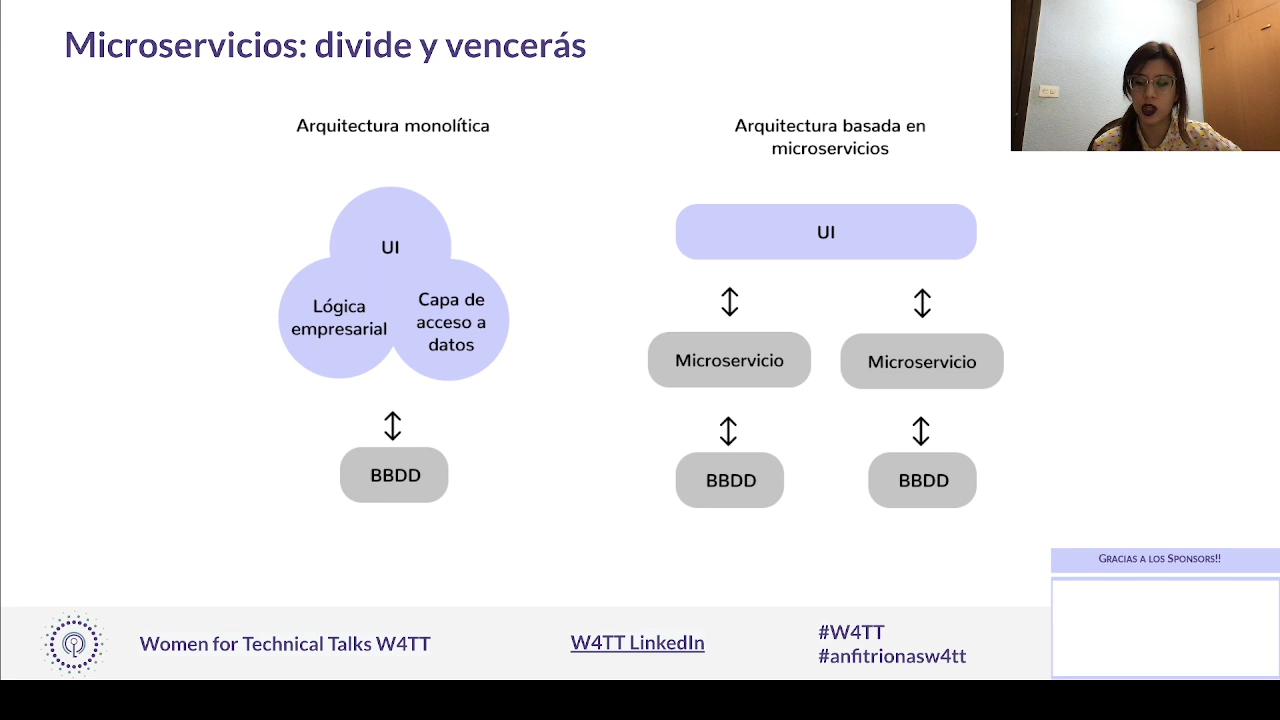 Microservicios: divide y vencerás
Arquitectura monolítica
UI
Lógica
empresarial
Capa de
acceso a
datos
BBDD
Arquitectura basada en
microservicios
UI
Microservicio
Microservicio
BBDD
BBDD
Gracias a los Sponsors!!
Women for Technical Talks W4TT
W4TT LinkedIn
#W4TT
#anfitrionasw4tt